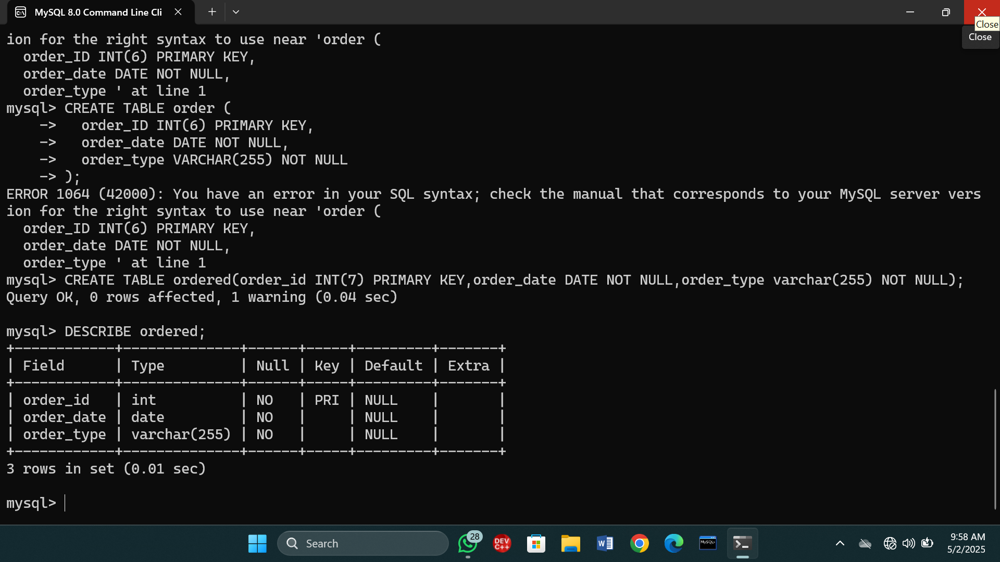 MySQL 8.0 Command Line Cli
Close
Close
ion for the right syntax to use near 'order (
  order_ID INT(6) PRIMARY KEY,
  order_date DATE NOT NULL,
  order_type ' at line 1
mysql> CREATE TABLE order (
    ->   order_ID INT(6) PRIMARY KEY,
    ->   order_date DATE NOT NULL,
    ->   order_type VARCHAR(255) NOT NULL
    -> );
ERROR 1064 (42000): You have an error in your SQL syntax; check the manual that corresponds to your MySQL server vers
ion for the right syntax to use near 'order (
  order_ID INT(6) PRIMARY KEY,
  order_date DATE NOT NULL,
  order_type ' at line 1
mysql> CREATE TABLE ordered(order_id INT(7) PRIMARY KEY,order_date DATE NOT NULL,order_type varchar(255) NOT NULL);
Query OK, 0 rows affected, 1 warning (0.04 sec)
mysql> DESCRIBE ordered;
+------------+--------------+------+-----+---------+-------+
| Field      | Type         | Null | Key | Default | Extra |
+------------+--------------+------+-----+---------+-------+
| order_id   | int          | NO   | PRI | NULL    |       |
| order_date | date         | NO   |     | NULL    |       |
| order_type | varchar(255) | NO   |     | NULL    |       |
+------------+--------------+------+-----+---------+-------+
3 rows in set (0.01 sec)
mysql>
Search
28
DEV
C++
W
MySQL>
9:58 AM
5/2/2025